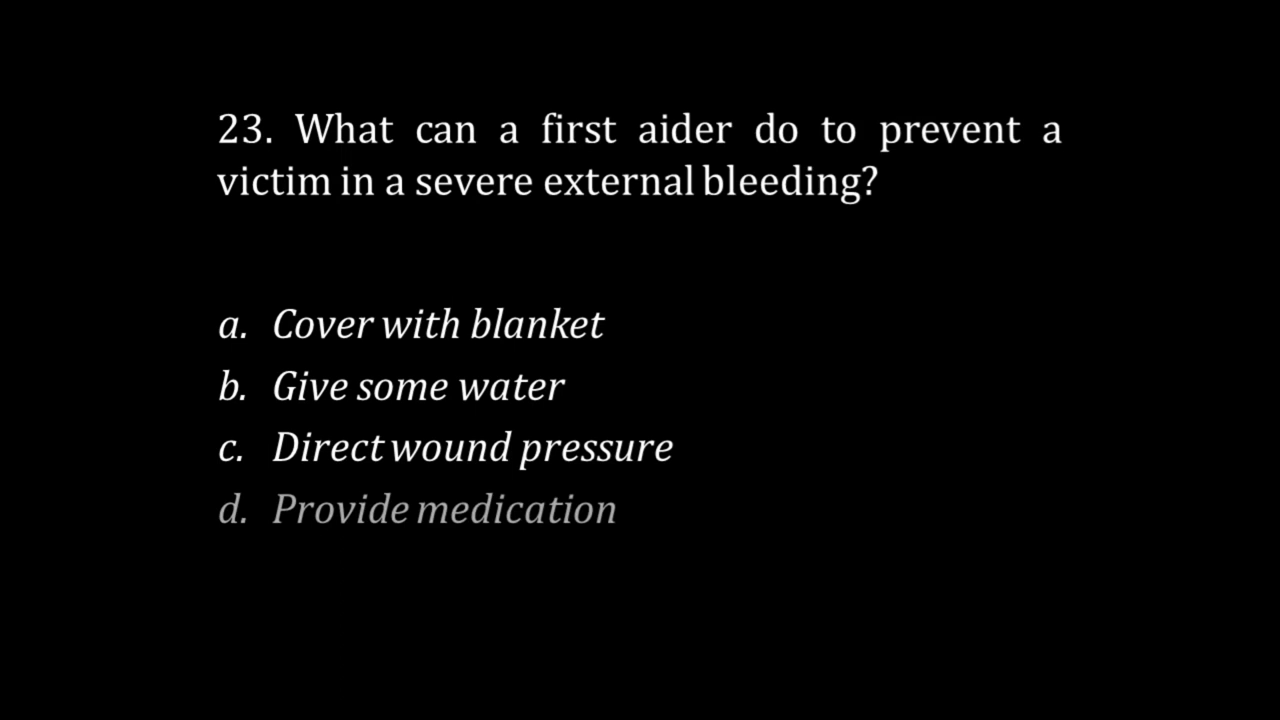 23. What can a first aider do to prevent a
victim in a severe external bleeding?
a. Cover with blanket
b. Give some water
c. Direct wound pressure
d. Provide medication